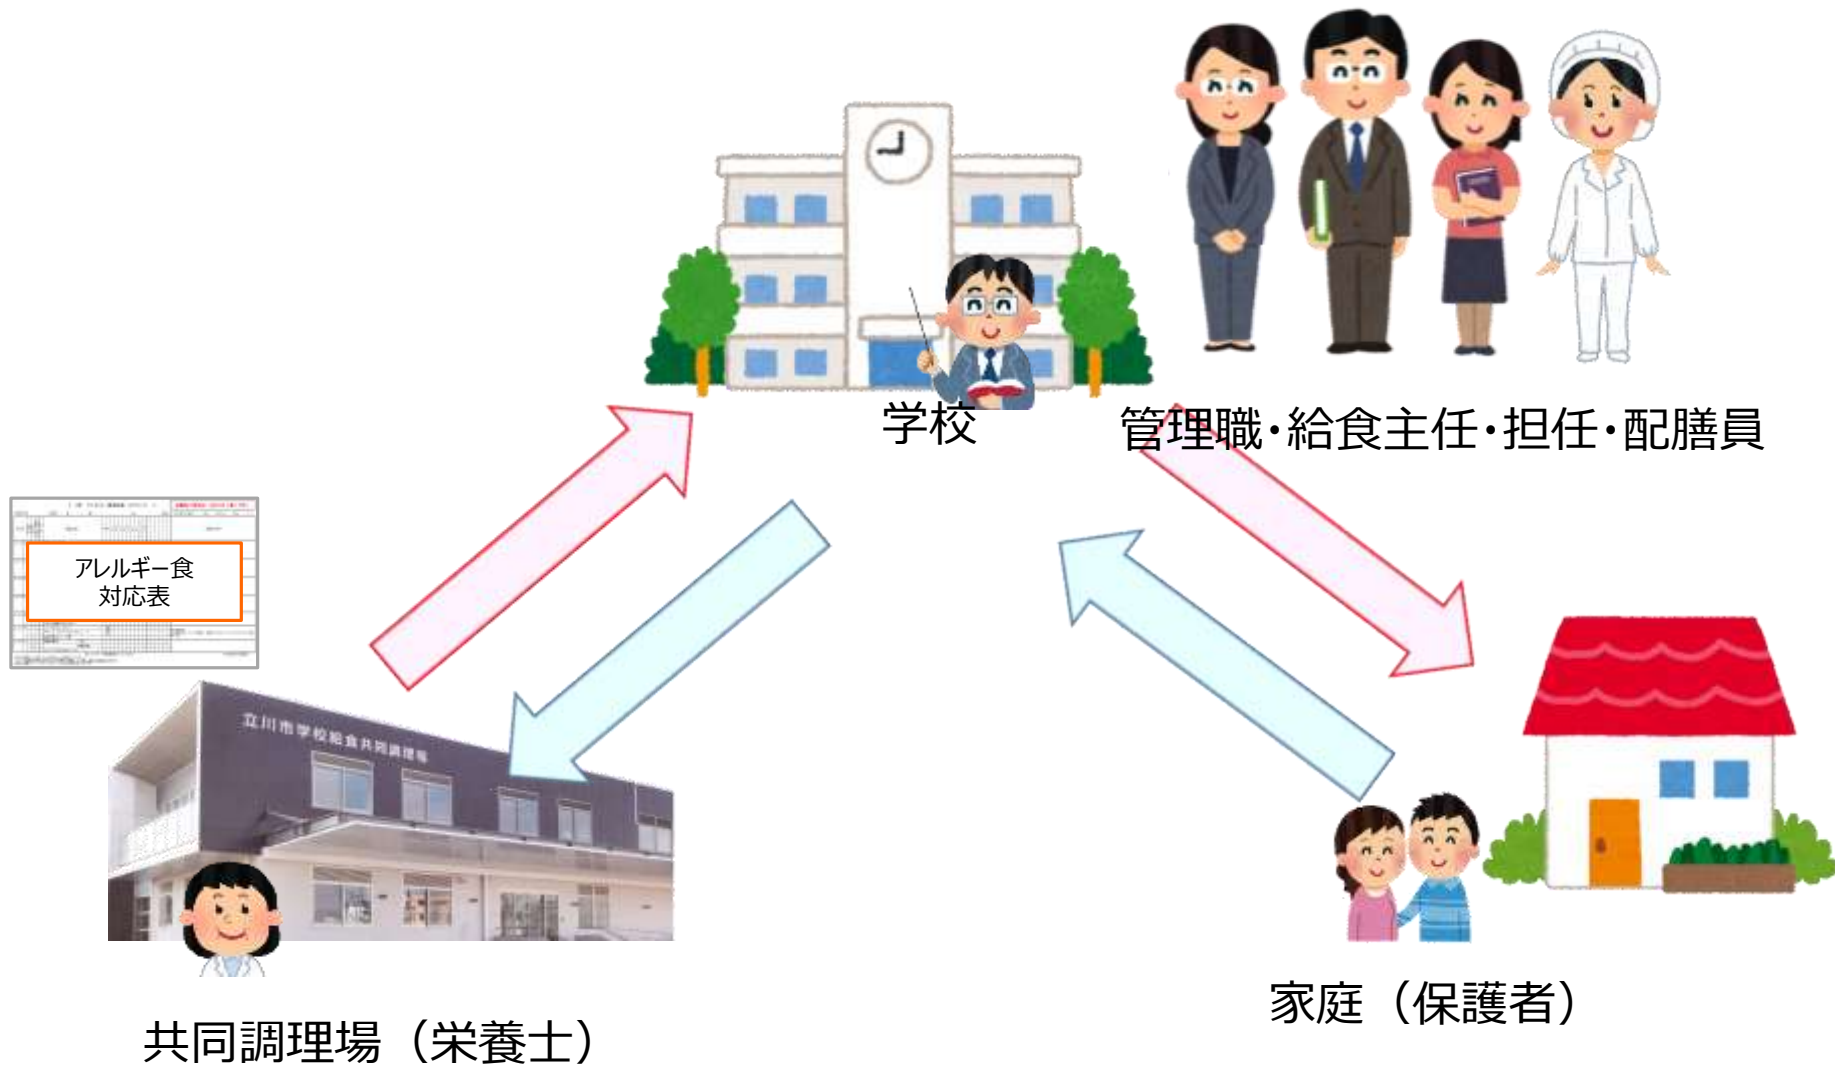 学校
管理職・給食主任・担任・配膳員
アレルギー食
対応表
立川市学校給食共同調理場
家庭（保護者）
共同調理場（栄養士）